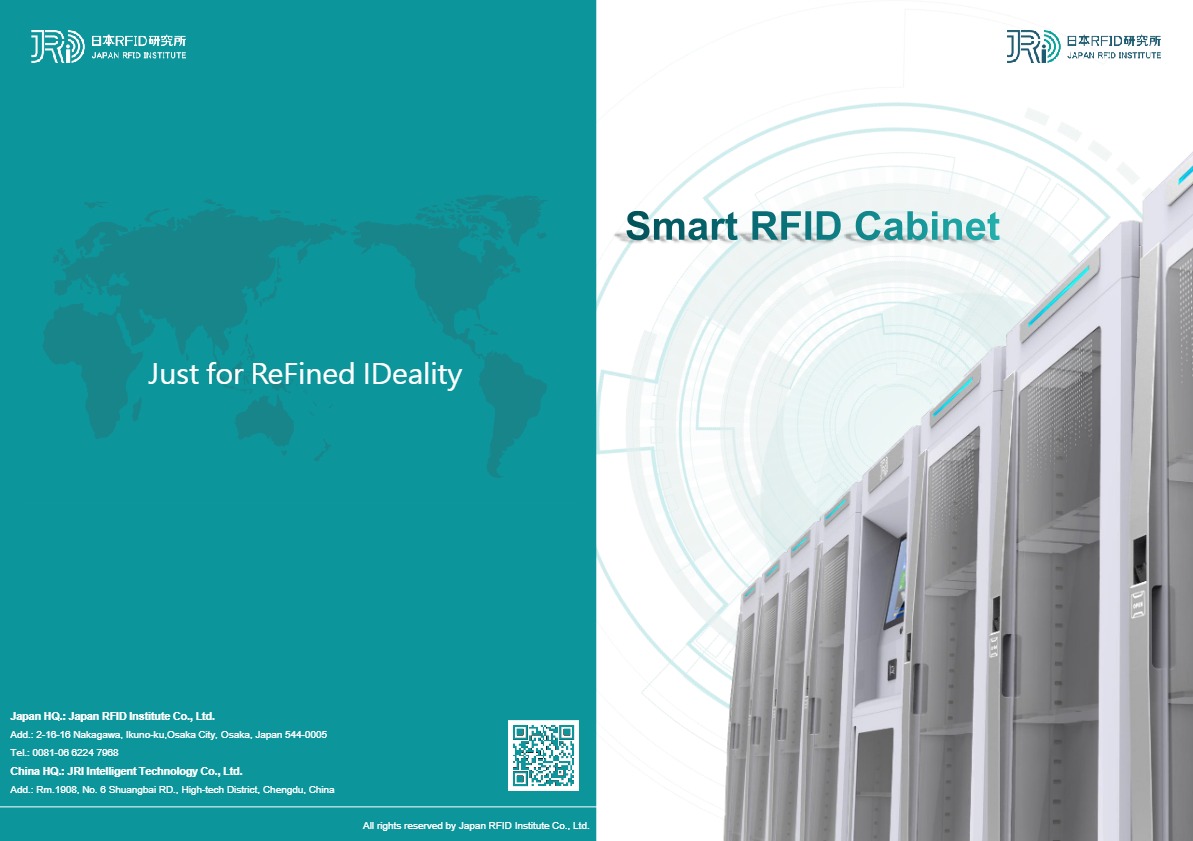 日本RFID研究所
JAPAN RFID INSTITUTE
Just for ReFined IDeality
Japan HQ.: Japan RFID Institute Co., Ltd.
Add.: 2-16-16 Nakagawa, Ikuno-ku,Osaka City, Osaka, Japan 544-0005
Tel.: 0081-06 6224 7968
China HQ.: JRI Intelligent Technology Co., Ltd.
Add.: Rm.1908, No. 6 Shuangbai RD., High-tech District, Chengdu, China
All rights reserved by Japan RFID Institute Co., Ltd.
JRi 日本RFID研究所
JAPAN RFID INSTITUTE
Smart RFID Cabinet